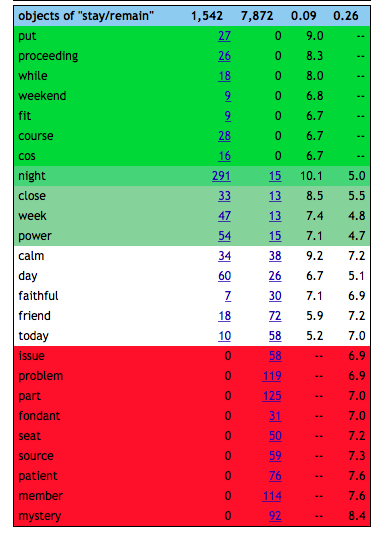 objects of "stay/remain" 1,542 7,872 0.09 0.26
put 27 0 9.0 --
proceeding 26 0 8.3 --
while 18 0 8.0 --
weekend 9 0 6.8 --
fit 9 0 6.7 --
course 28 0 6.7 --
cos 16 0 6.7 --
night 291 15 10.1 5.0
close 33 13 8.5 5.5
week 47 13 7.4 4.8
power 54 15 7.1 4.7
calm 34 38 9.2 7.2
day 60 26 6.7 5.1
faithful 7 30 7.1 6.9
friend 18 72 5.9 7.2
today 10 58 5.2 7.0
issue 0 58 -- 6.9
problem 0 119 -- 6.9
part 0 125 -- 7.0
fondant 0 31 -- 7.0
seat 0 50 -- 7.2
source 0 59 -- 7.3
patient 0 76 -- 7.6
member 0 114 -- 7.6
mystery 0 92 -- 8.4